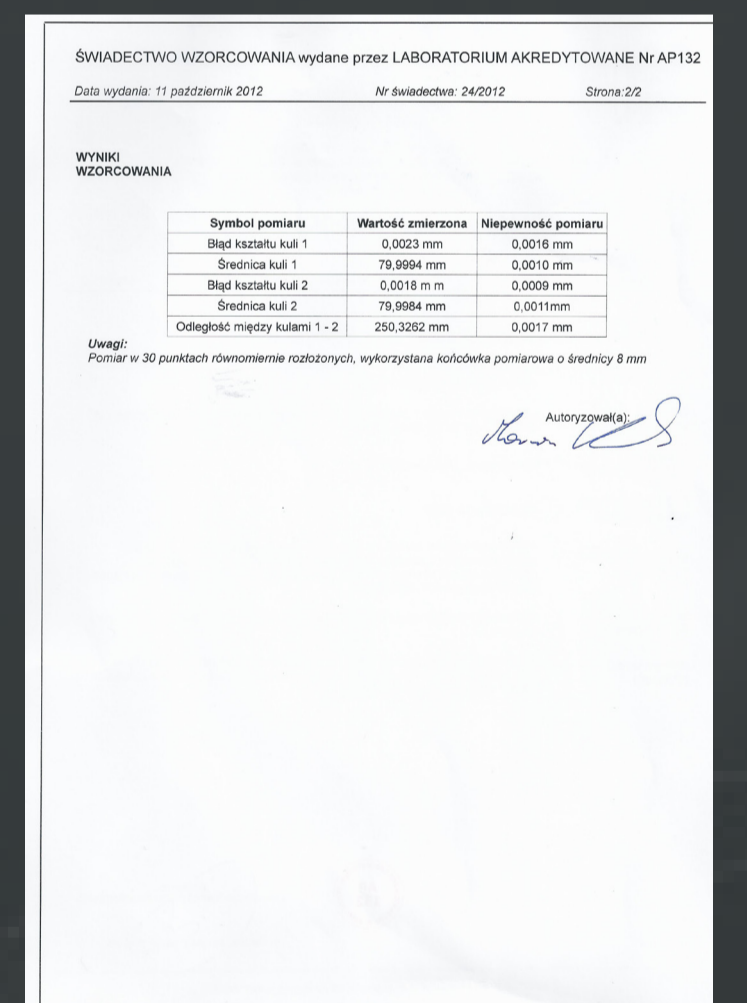 ŚWIADECTWO WZORCOWANIA wydane przez LABORATORIUM AKREDYTOWANE Nr AP132
Data wydania: 11 październik 2012 Nr świadectwa: 24/2012 Strona:2/2
WYNIKI
WZORCOWANIA
Symbol pomiaru Wartość zmierzona Niepewność pomiaru
Błąd kształtu kuli 1 0,0023 mm 0,0016 mm
Średnica kuli 1 79,9994 mm 0,0010 mm
Błąd kształtu kuli 2 0,0018 m m 0,0009 mm
Średnica kuli 2 79,9984 mm 0,0011mm
Odległość między kulami 1 - 2 250,3262 mm 0,0017 mm
Uwagi:
Pomiar w 30 punktach równomiernie rozłożonych, wykorzystana końcówka pomiarowa o średnicy 8 mm
Autoryzował(a):